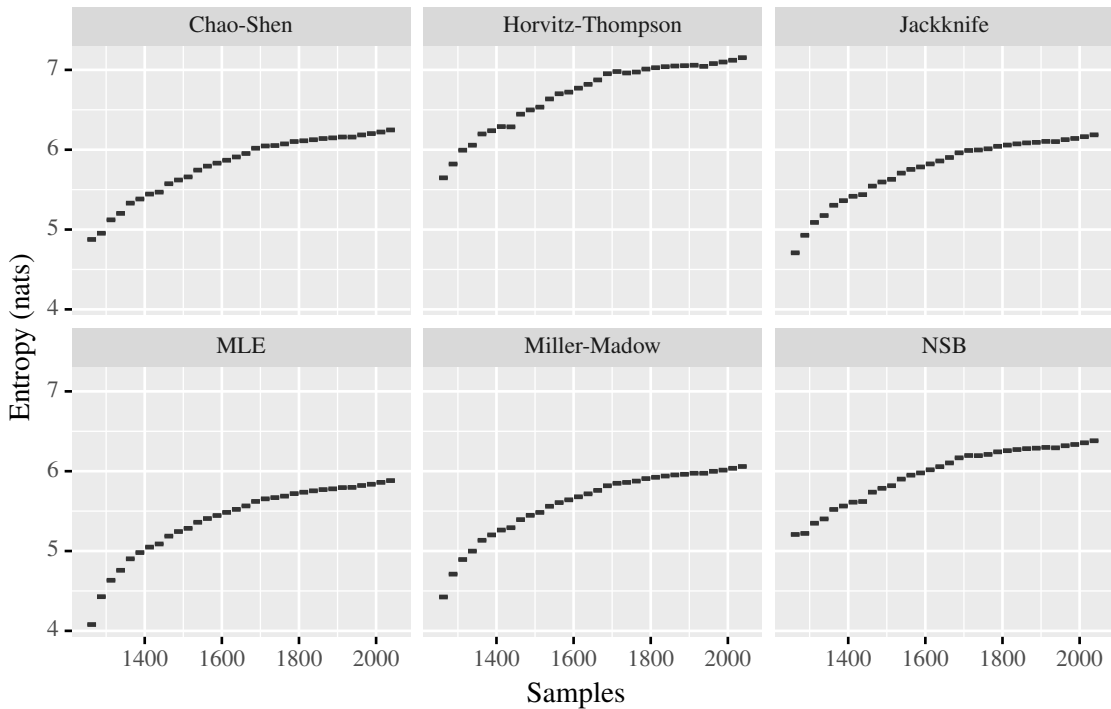 Chao-Shen Horvitz-Thompson Jackknife
7
6
5
4
MLE Miller-Madow NSB
7
6
5
4
Entropy (nats)
1400 1600 1800 2000 1400 1600 1800 2000 1400 1600 1800 2000
Samples